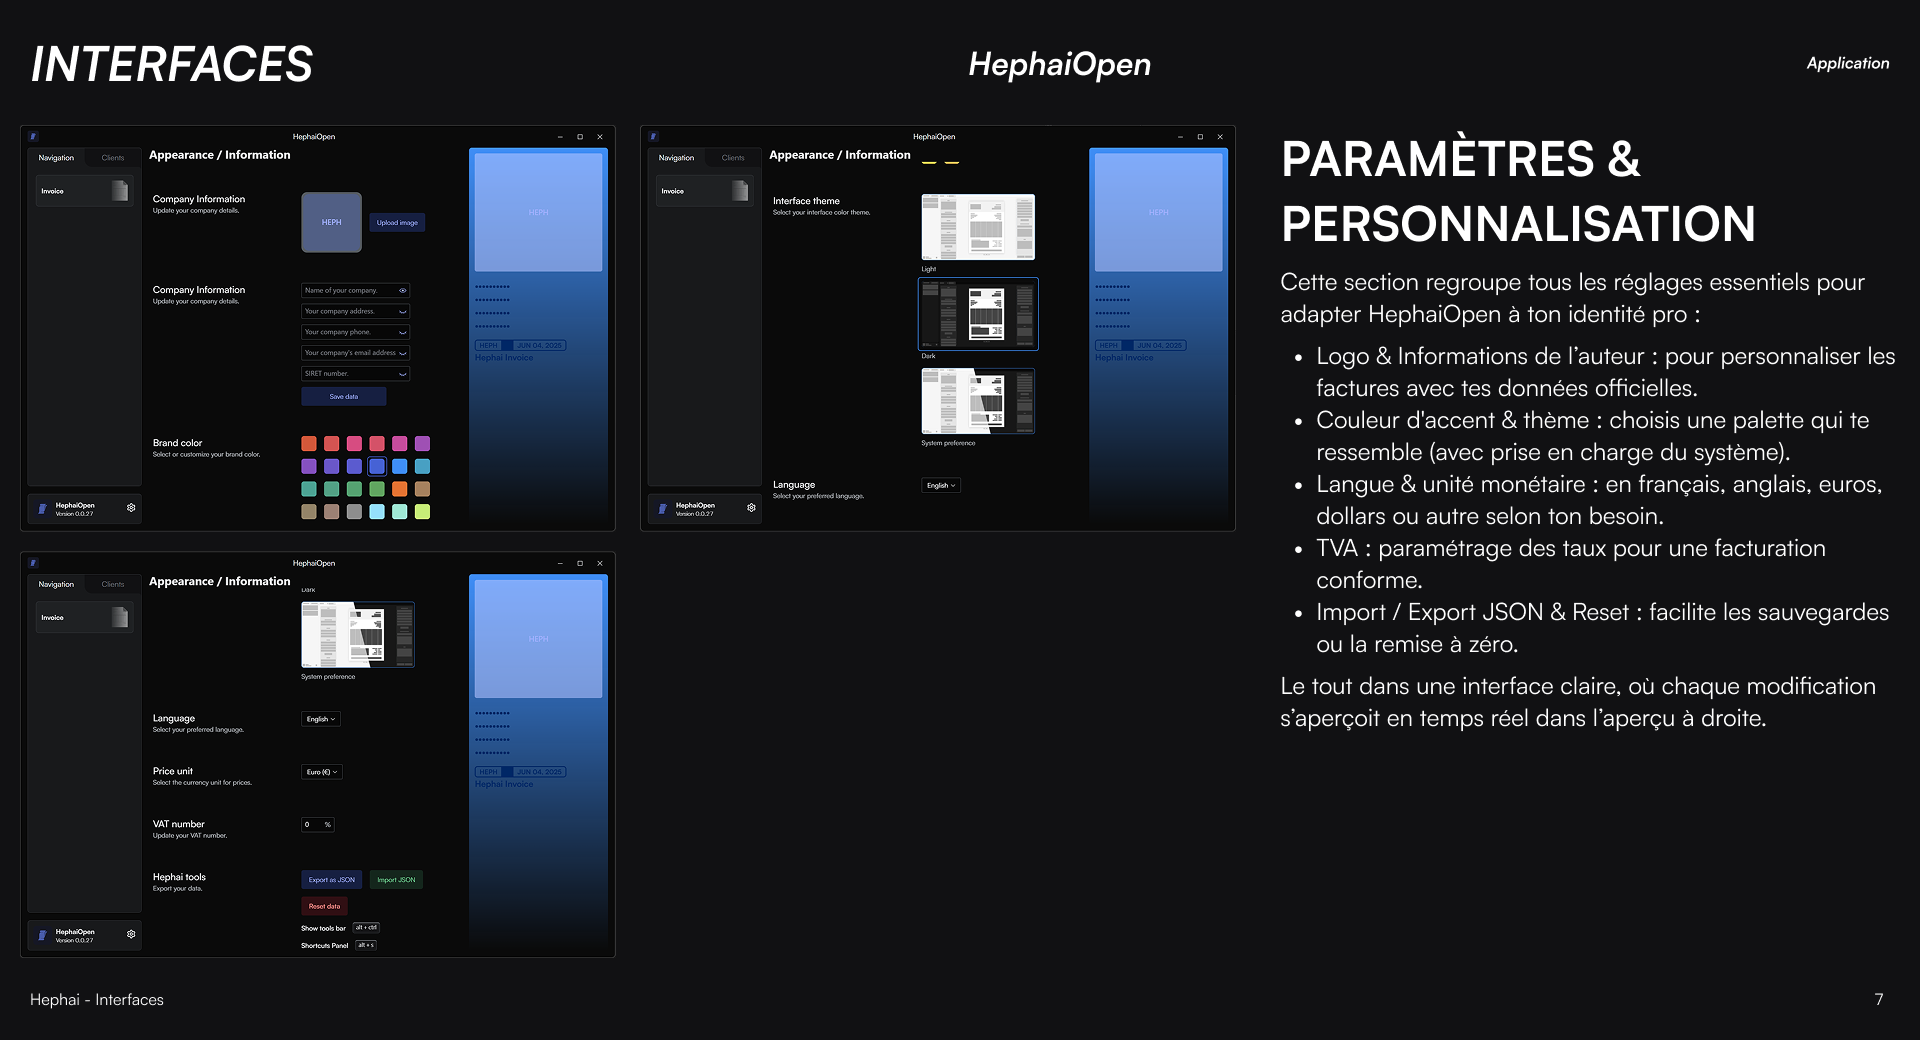 INTERFACES
HephaiOpen
Application
HephaiOpen
Navigation
Clients
Invoice
HephaiOpen
Version 0.0.27
Appearance / Information
Company Information
Update your company details.
HEPH
Upload image
Company Information
Update your company details.
Name of your company.
Your company address.
Your company phone.
Your company's email address
SIRET number.
Save data
Brand color
Select or customize your brand color.
HEPH
••••••••••
••••••••••
••••••••••
••••••••••
HEPH JUN 04, 2025
Hephai Invoice
HephaiOpen
Navigation
Clients
Invoice
HephaiOpen
Version 0.0.27
Appearance / Information
Interface theme
Select your interface color theme.
Light
Dark
System preference
Language
Select your preferred language.
English
HEPH
••••••••••
••••••••••
••••••••••
••••••••••
HEPH JUN 04, 2025
Hephai Invoice
HephaiOpen
Navigation
Clients
Invoice
HephaiOpen
Version 0.0.27
Appearance / Information
Dark
System preference
Language
Select your preferred language.
English
Price unit
Select the currency unit for prices.
Euro (€)
VAT number
Update your VAT number.
0 %
Hephai tools
Export your data.
Export as JSON
Import JSON
Reset data
Show tools bar alt + ctrl
Shortcuts Panel alt + s
HEPH
••••••••••
••••••••••
••••••••••
••••••••••
HEPH JUN 04, 2025
Hephai Invoice
PARAMÈTRES &
PERSONNALISATION
Cette section regroupe tous les réglages essentiels pour
adapter HephaiOpen à ton identité pro :
• Logo & Informations de l’auteur : pour personnaliser les
factures avec tes données officielles.
• Couleur d'accent & thème : choisis une palette qui te
ressemble (avec prise en charge du système).
• Langue & unité monétaire : en français, anglais, euros,
dollars ou autre selon ton besoin.
• TVA : paramétrage des taux pour une facturation
conforme.
• Import / Export JSON & Reset : facilite les sauvegardes
ou la remise à zéro.
Le tout dans une interface claire, où chaque modification
s’aperçoit en temps réel dans l’aperçu à droite.
Hephai - Interfaces
7